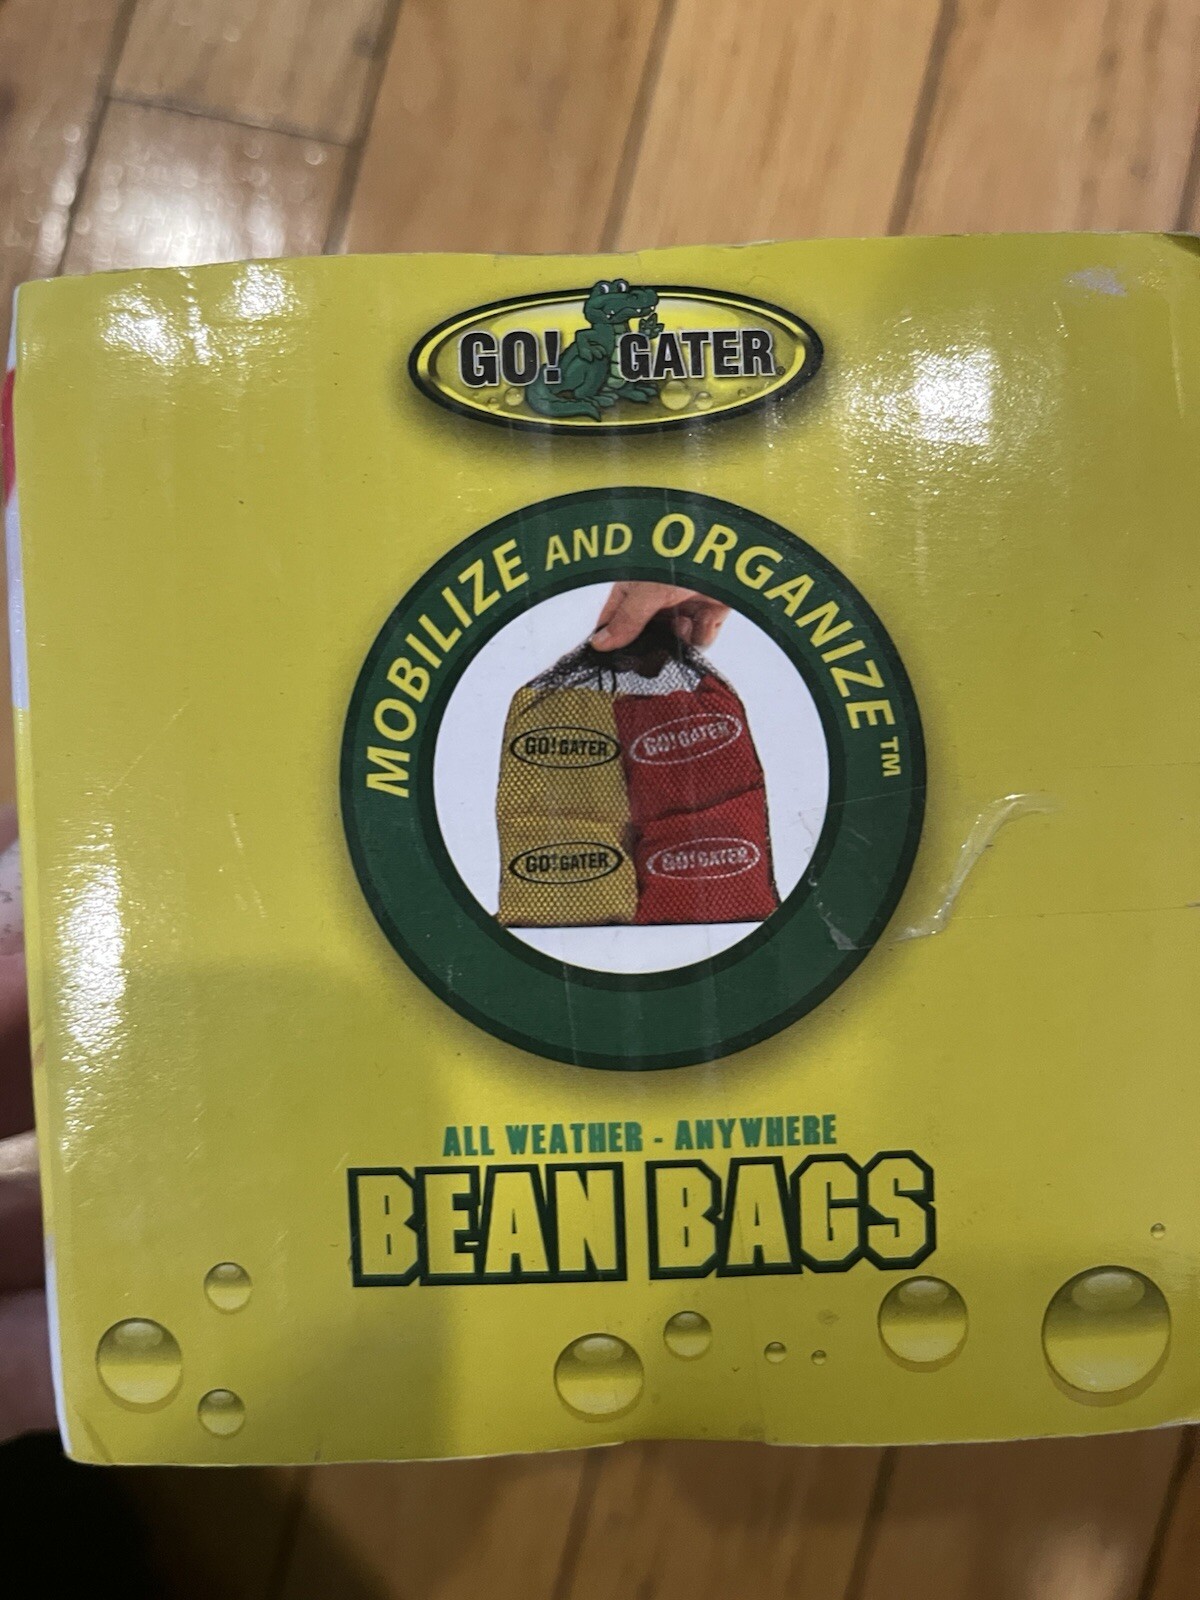 GO! GATER®
MOBILIZE AND ORGANIZE™
GO! GATER
GO! GATER
GO! GATER
GO! GATER
ALL WEATHER - ANYWHERE
BEAN BAGS